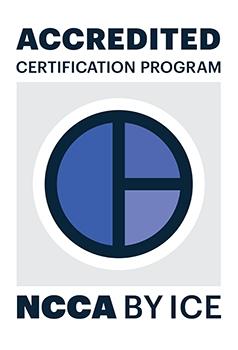 ACCREDITED
CERTIFICATION PROGRAM
NCCA BY ICE